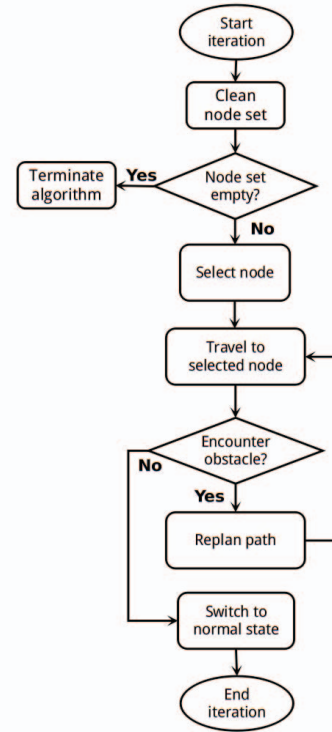 Start
iteration
Clean
node set
Node set
empty?
Yes
Terminate
algorithm
No
Select node
Travel to
selected node
Encounter
obstacle?
No
Yes
Replan path
Switch to
normal state
End
iteration